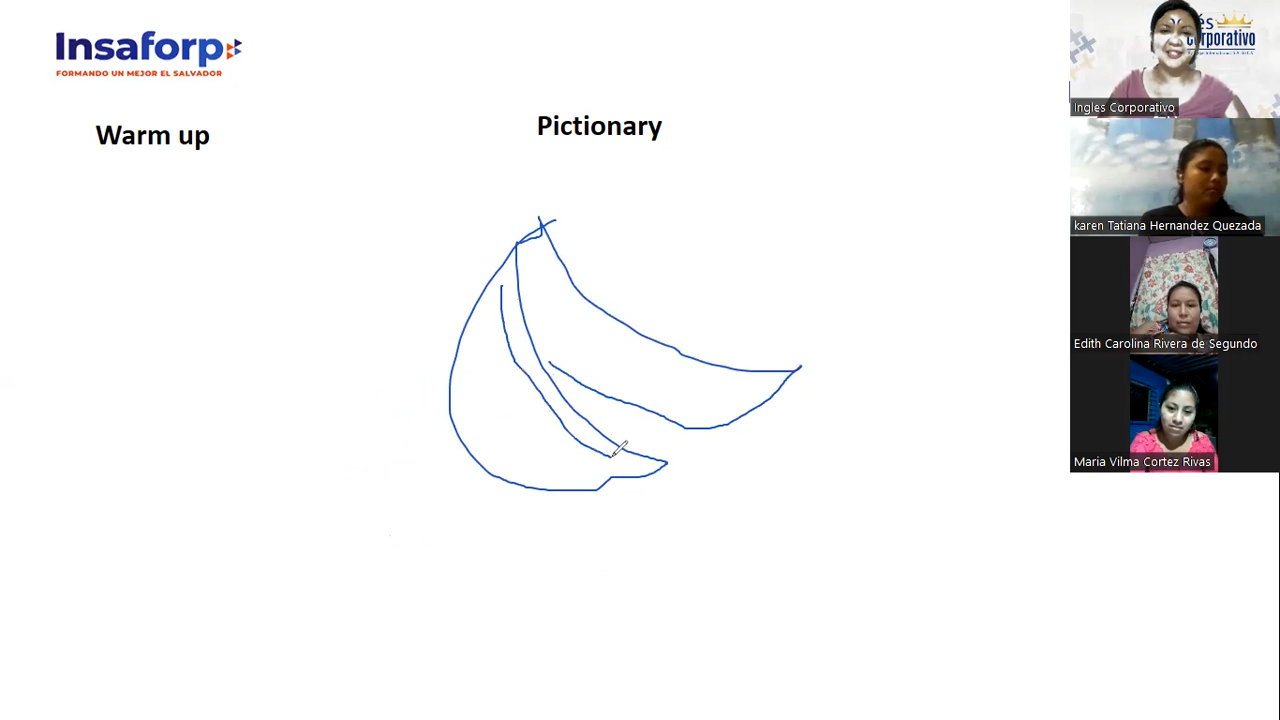 Insaforp
FORMANDO UN MEJOR EL SALVADOR
Warm up
Pictionary
Corporativo
Ingles Corporativo
karen Tatiana Hernandez Quezada
Edith Carolina Rivera de Segundo
Maria Vilma Cortez Rivas